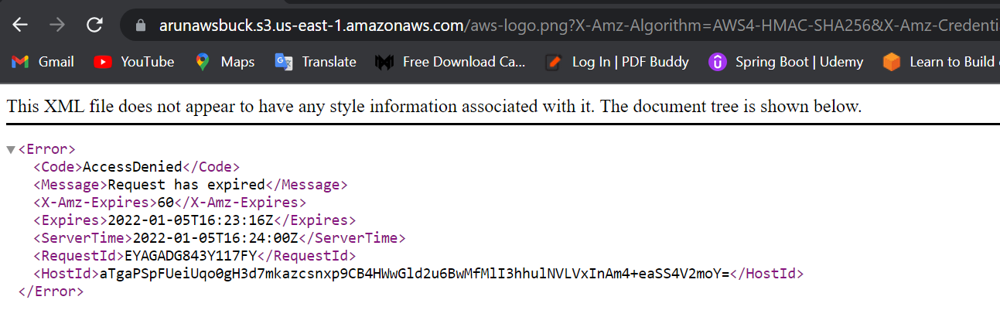 arunawsbuck.s3.us-east-1.amazonaws.com/aws-logo.png?X-Amz-Algorithm=AWS4-HMAC-SHA256&X-Amz-Credenti
Gmail YouTube Maps Translate Free Download Ca... Log In | PDF Buddy Spring Boot | Udemy Learn to Build
This XML file does not appear to have any style information associated with it. The document tree is shown below.
▼<Error>
<Code>AccessDenied</Code>
<Message>Request has expired</Message>
<X-Amz-Expires>60</X-Amz-Expires>
<Expires>2022-01-05T16:23:16Z</Expires>
<ServerTime>2022-01-05T16:24:00Z</ServerTime>
<RequestId>EYAGADG843Y117FY</RequestId>
<HostId>aTgaPSpFUeiUqo0gH3d7mkazcsnxp9CB4HWwGld2u6BwMfMlI3hhulNVLVxInAm4+eaSS4V2moY=</HostId>
</Error>